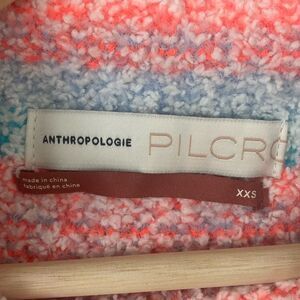 ANTHROPOLOGIE PILCRO
made in china
fabriqué en chine
XXS